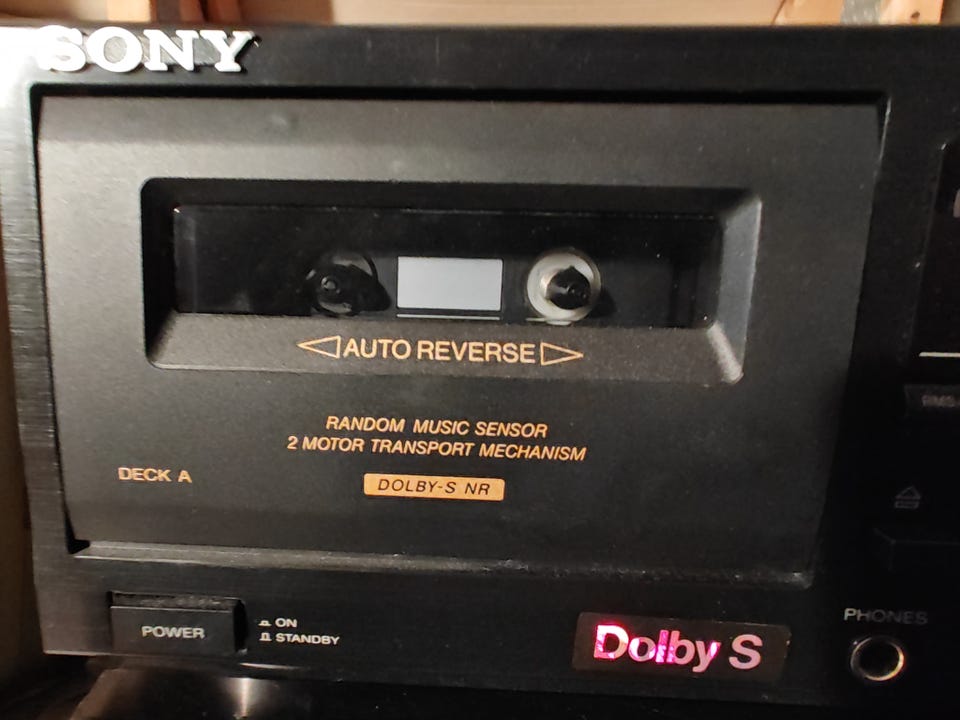 SONY
AUTO REVERSE
RANDOM MUSIC SENSOR
2 MOTOR TRANSPORT MECHANISM
DECK A
DOLBY-S NR
POWER
ON
STANDBY
Dolby S
PHONES